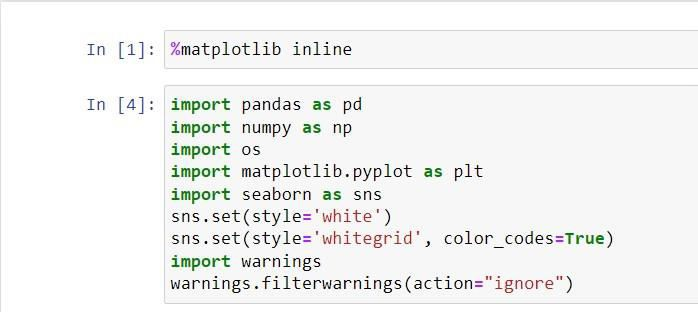 In [1]: %matplotlib inline
In [4]: import pandas as pd
import numpy as np
import os
import matplotlib.pyplot as plt
import seaborn as sns
sns.set(style='white')
sns.set(style='whitegrid', color_codes=True)
import warnings
warnings.filterwarnings(action="ignore")